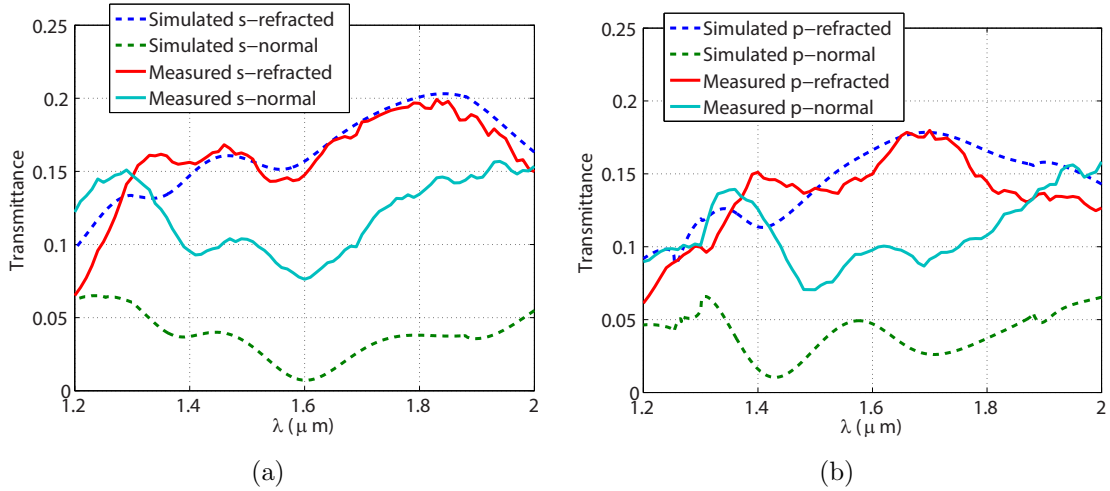 Simulated s−refracted
Simulated s−normal
Measured s−refracted
Measured s−normal
0.25
0.2
0.15
0.1
0.05
0
Transmittance
1.2
1.4
1.6
1.8
2
λ (μ m)
(a)
Simulated p−refracted
Simulated p−normal
Measured p−refracted
Measured p−normal
0.25
0.2
0.15
0.1
0.05
0
Transmittance
1.2
1.4
1.6
1.8
2
λ (μ m)
(b)